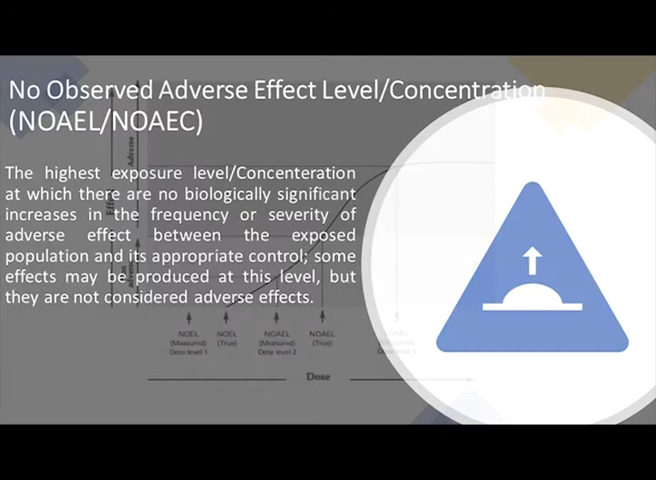 No Observed Adverse Effect Level/Concentration
(NOAEL/NOAEC)
The highest exposure level/Concenteration
at which there are no biologically significant
increases in the frequency or severity of
adverse effect between the exposed
population and its appropriate control; some
effects may be produced at this level, but
they are not considered adverse effects.
Adverse
Effect
NOEL
(Measured)
Dose level 1
NOEL
(True)
NOAEL
(Measured)
Dose level 2
NOAEL
(True)
Dose